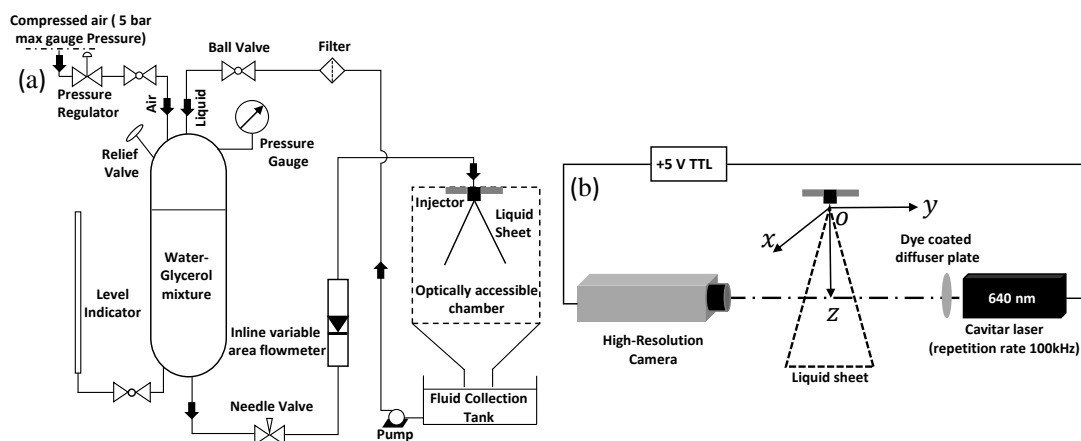 Compressed air ( 5 bar
max gauge Pressure)
(a)
Pressure
Regulator
Air
Liquid
Ball Valve
Filter
Relief
Valve
Pressure
Gauge
Injector
Liquid
Sheet
Water-
Glycerol
mixture
Optically accessible
chamber
Level
Indicator
Inline variable
area flowmeter
Needle Valve
Fluid Collection
Tank
Pump
(b)
+5 V TTL
o
y
x
z
Dye coated
diffuser plate
640 nm
High-Resolution
Camera
Cavitar laser
(repetition rate 100kHz)
Liquid sheet